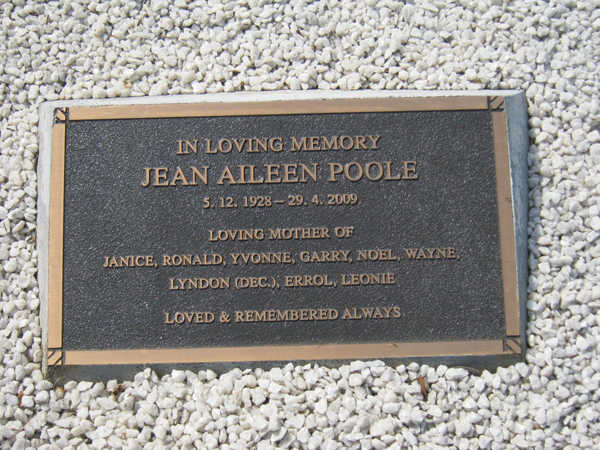 IN LOVING MEMORY
JEAN AILEEN POOLE
5. 12. 1928 – 29. 4. 2009
LOVING MOTHER OF
JANICE, RONALD, YVONNE, GARRY, NOEL, WAYNE,
LYNDON (DEC.), ERROL, LEONIE
LOVED & REMEMBERED ALWAYS